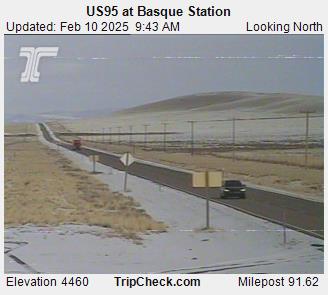 US95 at Basque Station
Updated: Feb 10 2025 9:43 AM Looking North
Elevation 4460 TripCheck.com Milepost 91.62